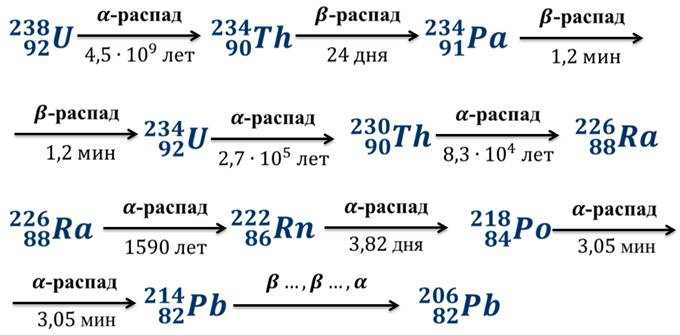 ²³⁸₉₂U α-распад 4,5 · 10⁹ лет ²³⁴₉₀Th β-распад 24 дня ²³⁴₉₁Pa β-распад 1,2 мин
β-распад 1,2 мин ²³⁴₉₂U α-распад 2,7 · 10⁵ лет ²³⁰₉₀Th α-распад 8,3 · 10⁴ лет ²²⁶₈₈Ra
²²⁶₈₈Ra α-распад 1590 лет ²²²₈₆Rn α-распад 3,82 дня ²¹⁸₈₄Po α-распад 3,05 мин
α-распад 3,05 мин ²¹⁴₈₂Pb β ..., β ..., α ²⁰⁶₈₂Pb